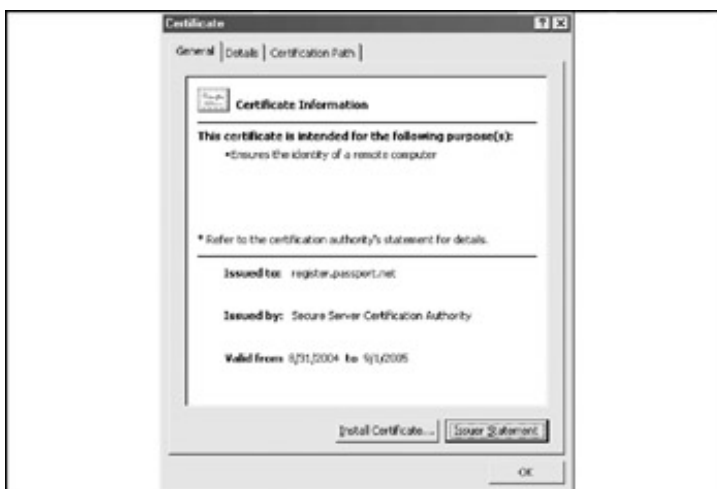 Certificate
General Details Certification Path
Certificate Information
This certificate is intended for the following purpose(s):
•Ensures the identity of a remote computer
* Refer to the certification authority's statement for details.
Issued to: register.passport.net
Issued by: Secure Server Certification Authority
Valid from 8/31/2004 to 9/1/2005
Install Certificate... Issuer Statement
OK